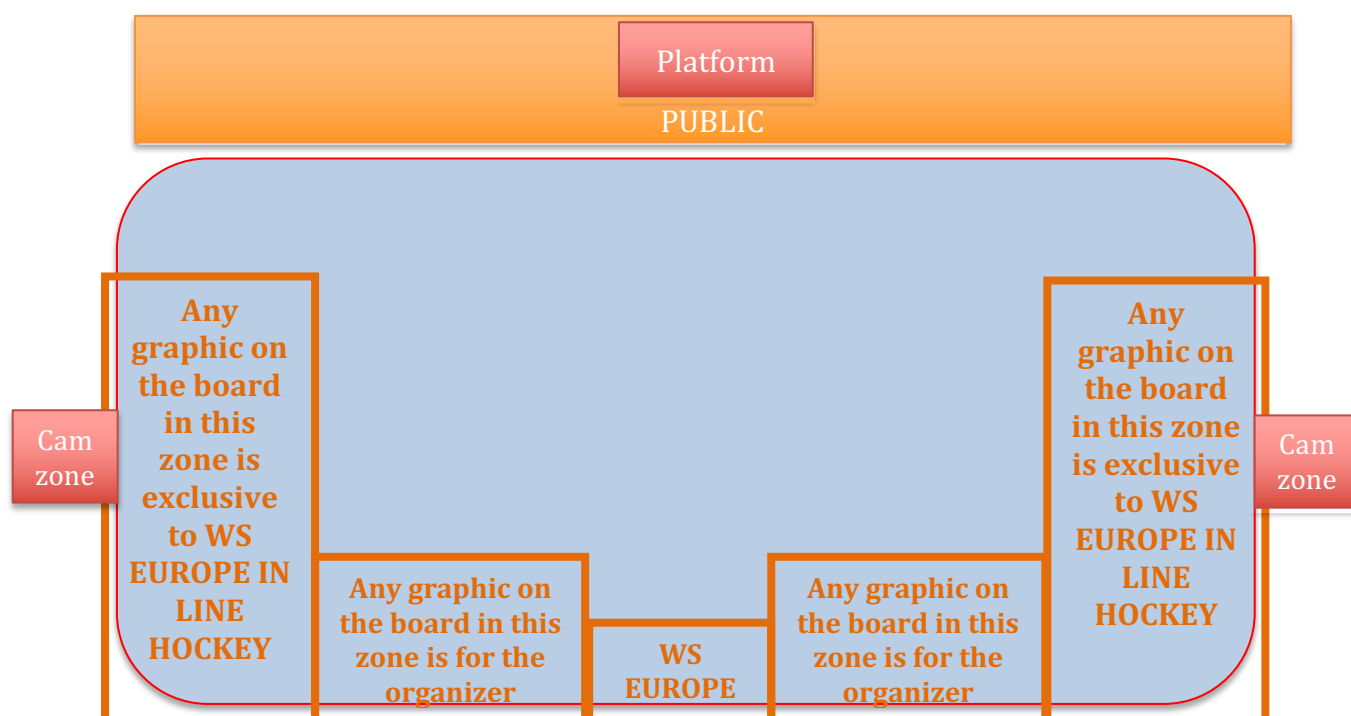 Platform
PUBLIC
Any
graphic on
the board
in this
zone is
exclusive
to WS
EUROPE IN
LINE
HOCKEY
Any
graphic on
the board
in this zone
is exclusive
to WS
EUROPE IN
LINE
HOCKEY
Cam
zone
Cam
zone
Any graphic on
the board in this
zone is for the
organizer
WS
EUROPE
Any graphic on
the board in this
zone is for the
organizer